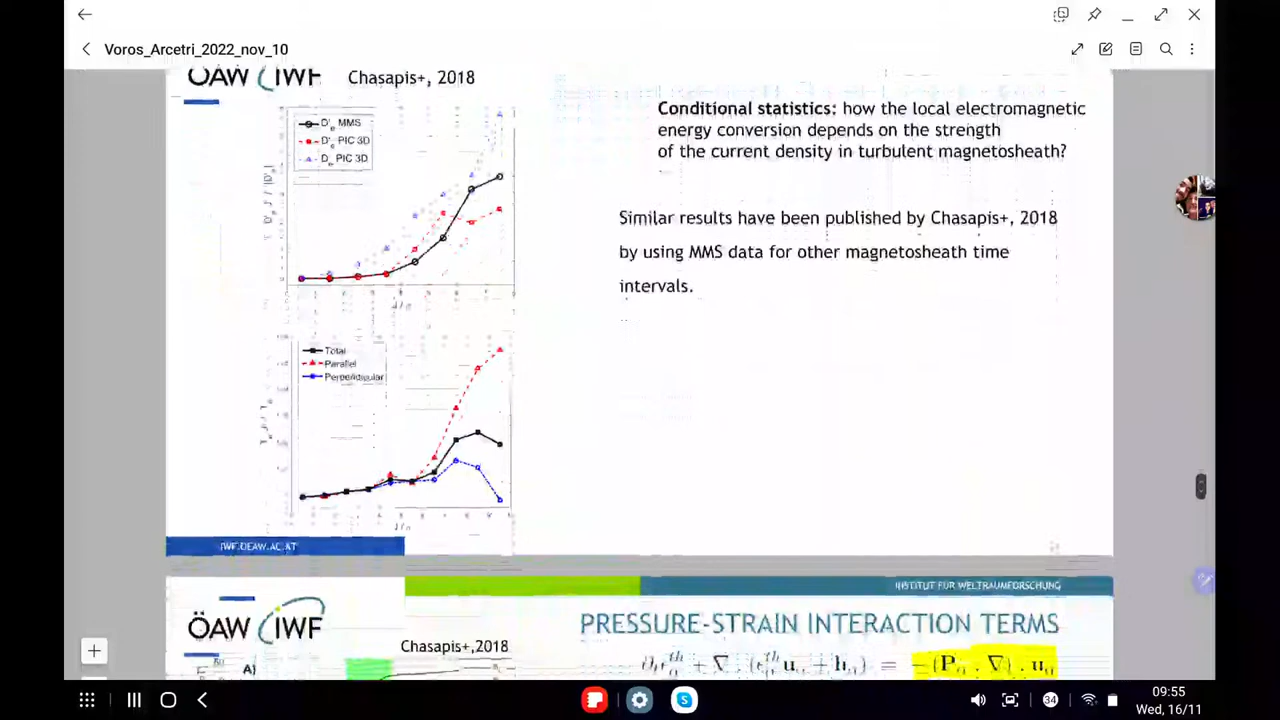 Voros_Arcetri_2022_nov_10
ÖAW IWF
Chasapis+, 2018
Conditional statistics: how the local electromagnetic
energy conversion depends on the strength
of the current density in turbulent magnetosheath?
MMS
PIC 3D
PIC 3D
Similar results have been published by Chasapis+, 2018
by using MMS data for other magnetosheath time
intervals.
Total
Parallel
Perpendicular
IWF.OEAW.AC.AT
INSTITUT FÜR WELTRAUMFORSCHUNG
ÖAW IWF
PRESSURE-STRAIN INTERACTION TERMS
Chasapis+,2018
A)
34
09:55
Wed, 16/11